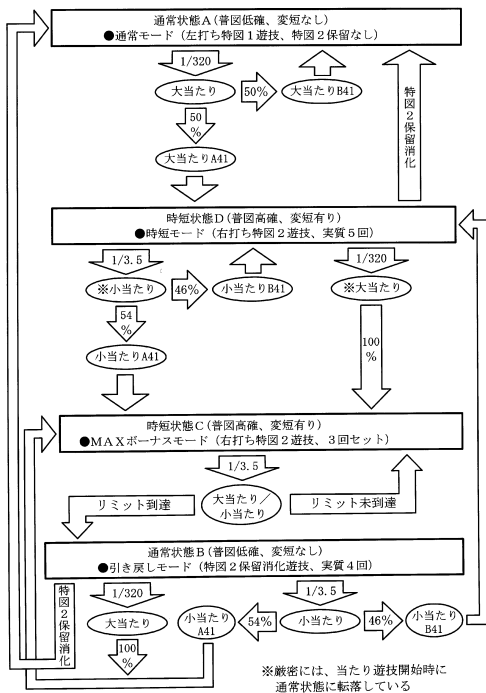 通常状態A(普図低確、変短なし)
●通常モード(左打ち特図1遊技、特図2保留なし)
1/320
大当たり
50%
大当たりB41
50
%
大当たりA41
特図2保留消化
時短状態D(普図高確、変短有り)
●時短モード(右打ち特図2遊技、実質5回)
1/3.5
1/320
※小当たり
46%
小当たりB41
※大当たり
54
%
小当たりA41
100
%
時短状態C(普図高確、変短有り)
●MAXボーナスモード(右打ち特図2遊技、3回セット)
1/3.5
リミット到達
大当たり/
小当たり
リミット未到達
通常状態B(普図低確、変短なし)
●引き戻しモード(特図2保留消化遊技、実質4回)
特図2保留消化
1/320
1/3.5
大当たり
小当たり
A41
54%
小当たり
46%
小当たり
B41
100
%
※厳密には、当たり遊技開始時に
通常状態に転落している